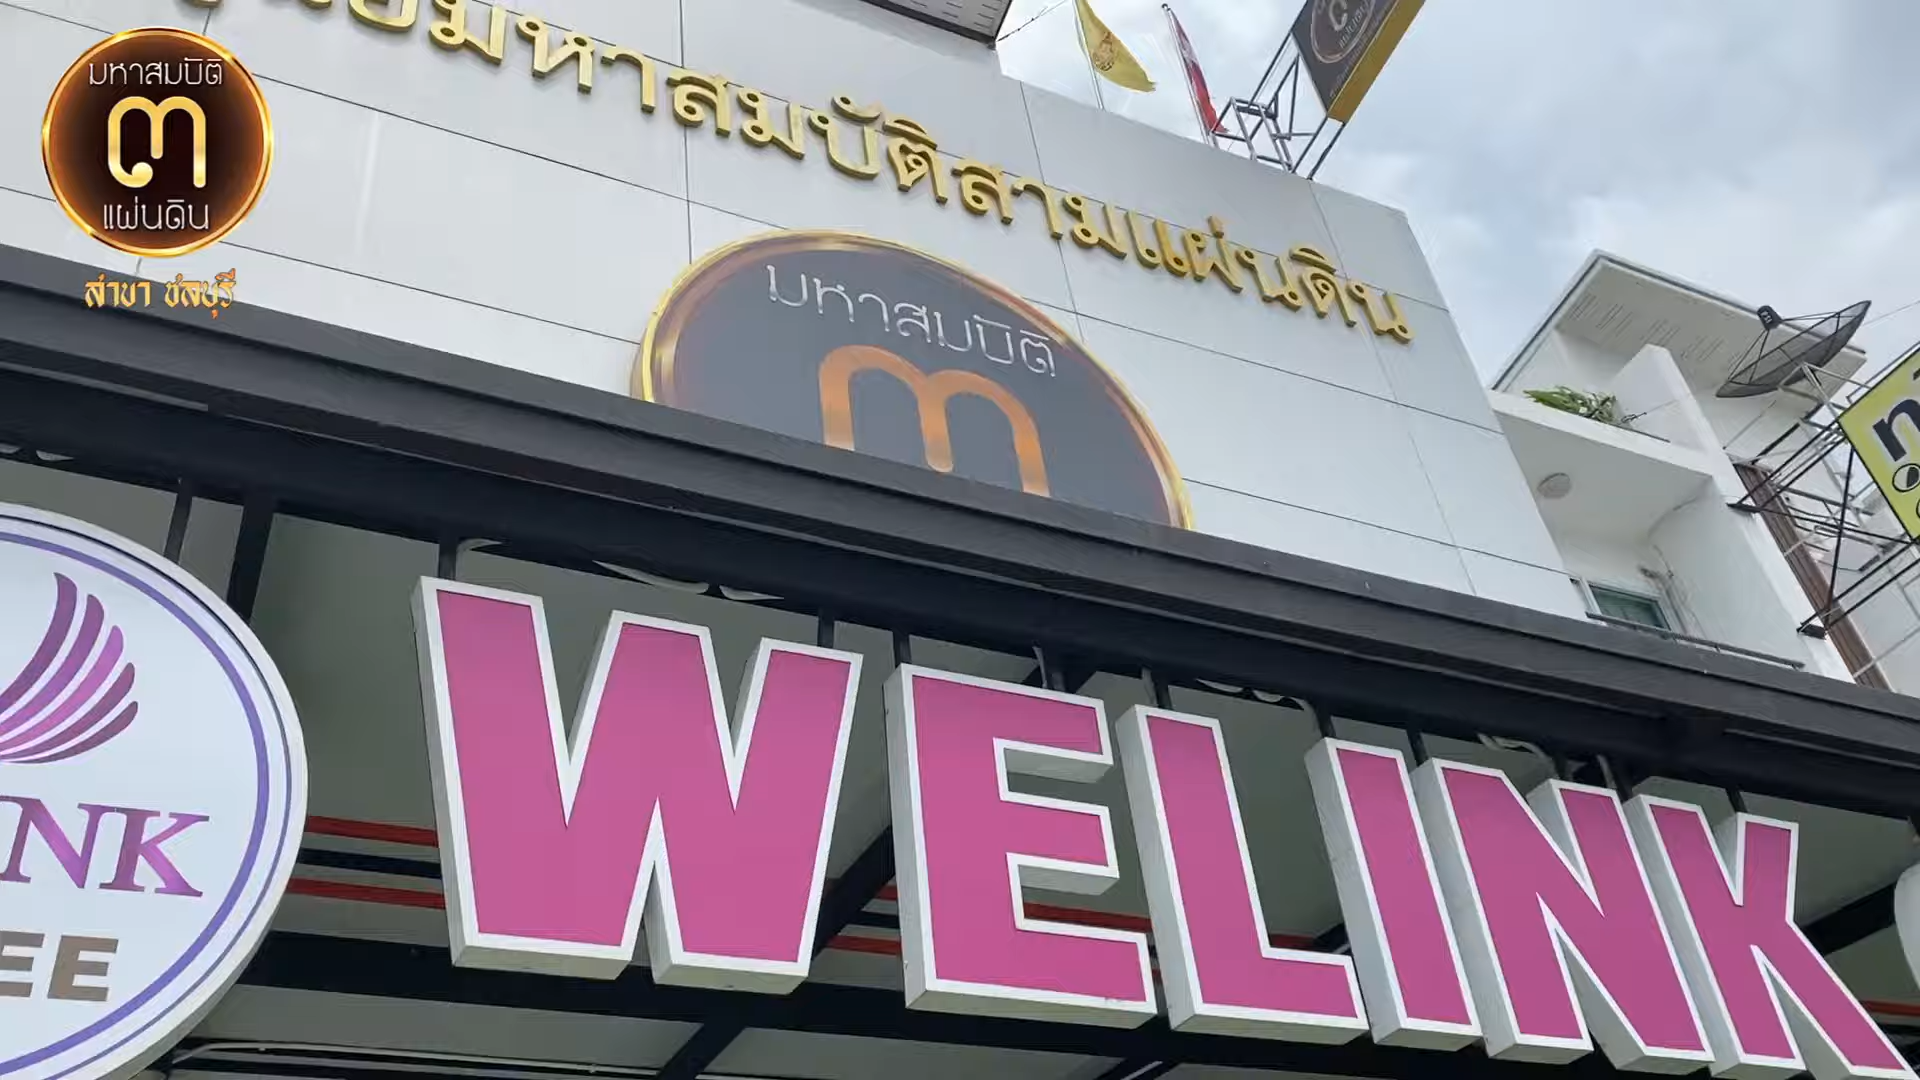 มหาสมบัติ
๓
แผ่นดิน
สาขา ชลบุรี
มหาสมบัติสามแผ่นดิน
มหาสมบัติ
๓
WELINK